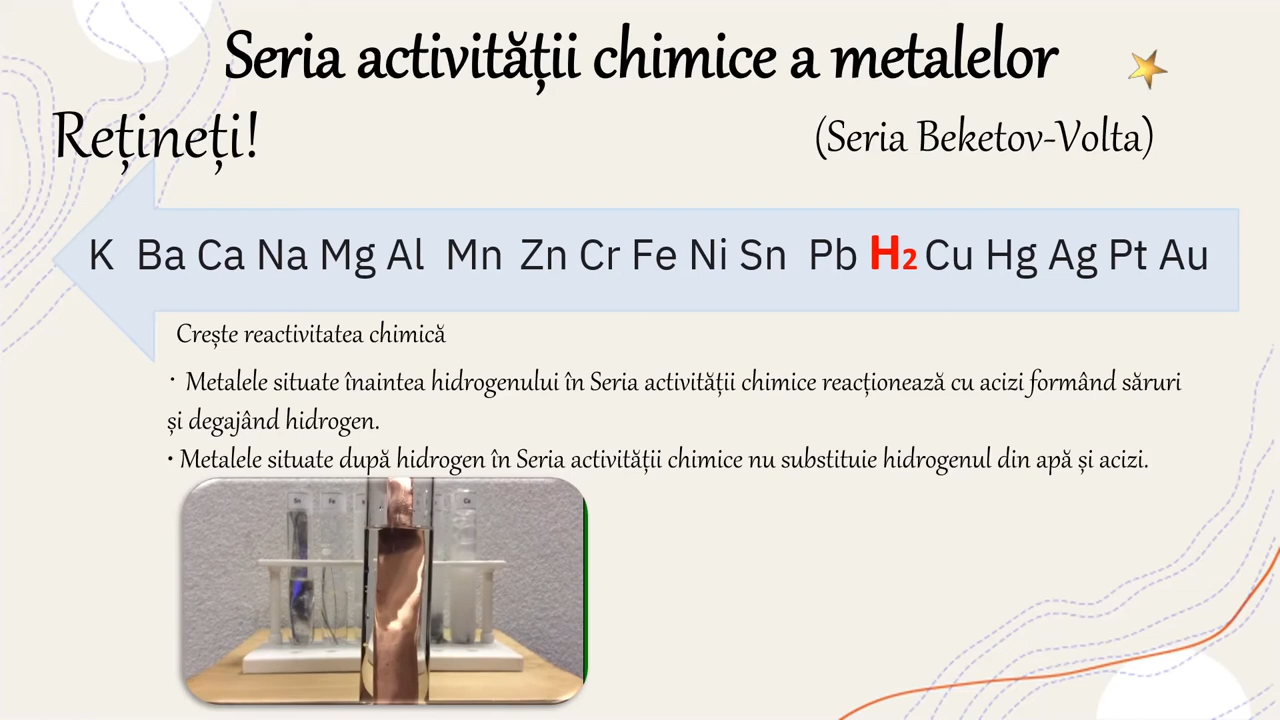 Seria activității chimice a metalelor
Rețineți!
(Seria Beketov-Volta)
K Ba Ca Na Mg Al Mn Zn Cr Fe Ni Sn Pb H₂ Cu Hg Ag Pt Au
Crește reactivitatea chimică
· Metalele situate înaintea hidrogenului în Seria activității chimice reacționează cu acizi formând săruri
și degajând hidrogen.
• Metalele situate după hidrogen în Seria activității chimice nu substituie hidrogenul din apă și acizi.
Sn Fe Ca